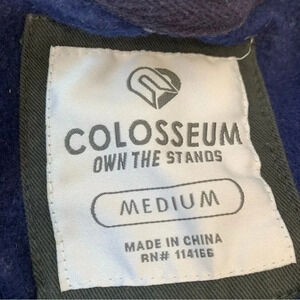 COLOSSEUM
OWN THE STANDS
MEDIUM
MADE IN CHINA
RN# 114166